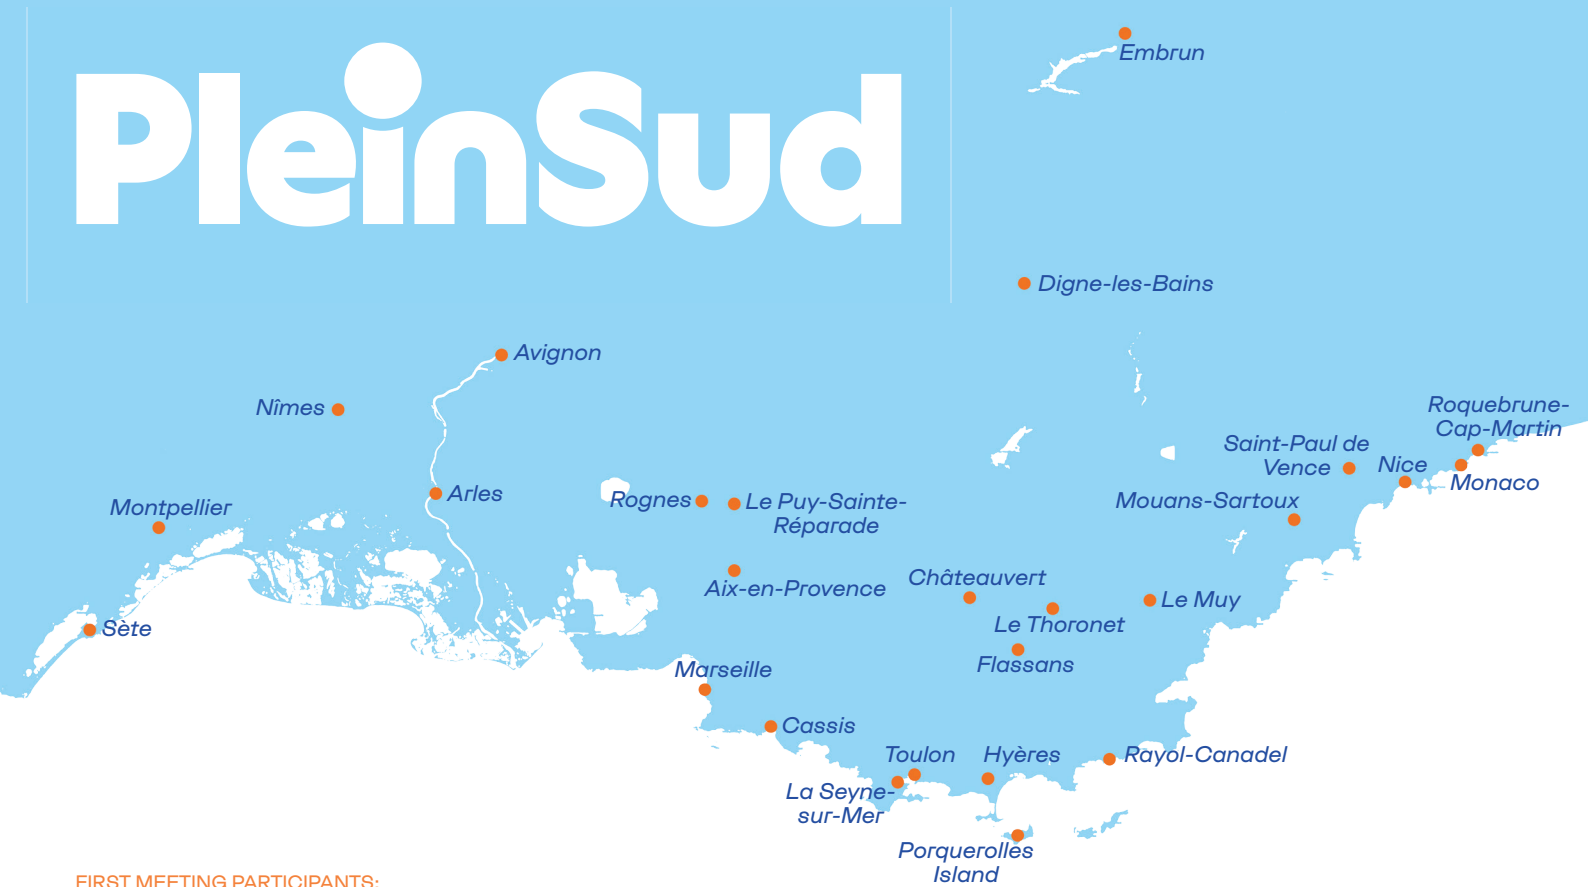 PleinSud
Embrun
Digne-les-Bains
Avignon
Nîmes
Roquebrune-
Cap-Martin
Saint-Paul de
Vence
Nice
Monaco
Mouans-Sartoux
Arles
Rognes
Le Puy-Sainte-
Réparade
Montpellier
Aix-en-Provence
Châteauvert
Le Muy
Le Thoronet
Sète
Flassans
Marseille
Cassis
Toulon
Hyères
Rayol-Canadel
La Seyne-
sur-Mer
Porquerolles
Island
FIRST MEETING PARTICIPANTS: